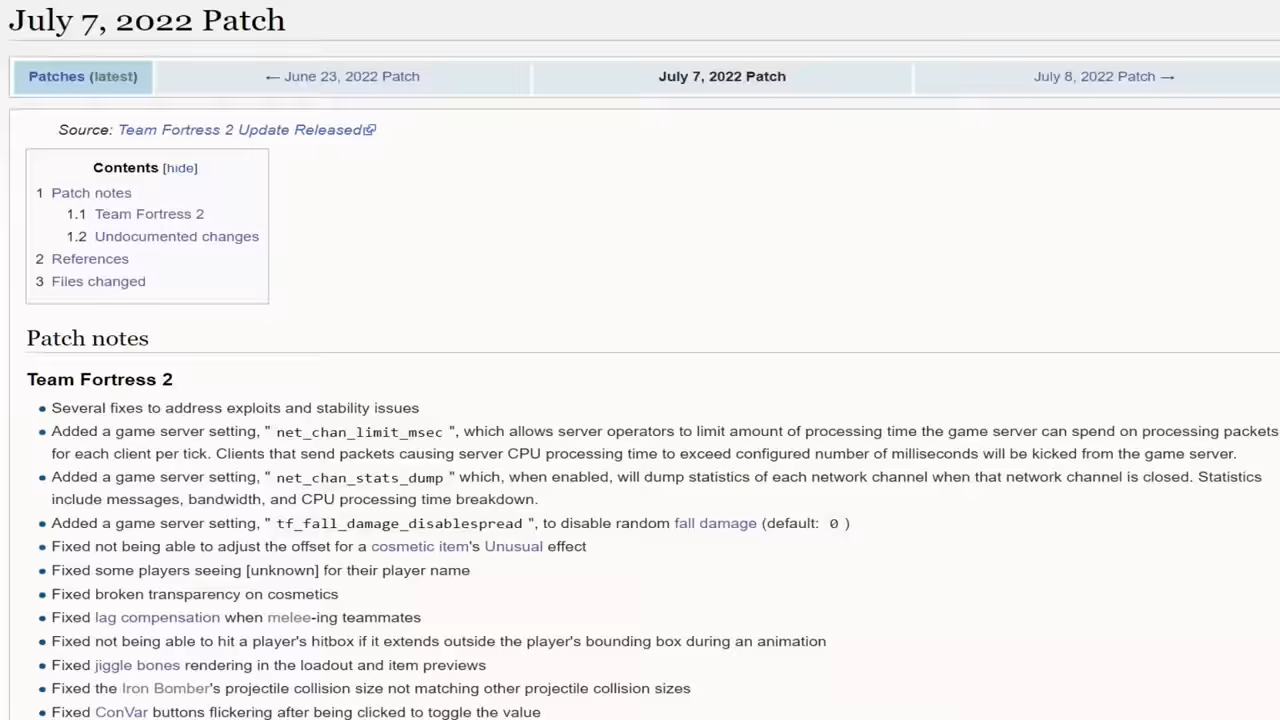 July 7, 2022 Patch
Patches (latest)
← June 23, 2022 Patch
July 7, 2022 Patch
July 8, 2022 Patch →
Source: Team Fortress 2 Update Released
Contents [hide]
1 Patch notes
1.1 Team Fortress 2
1.2 Undocumented changes
2 References
3 Files changed
Patch notes
Team Fortress 2
• Several fixes to address exploits and stability issues
• Added a game server setting, " net_chan_limit_msec ", which allows server operators to limit amount of processing time the game server can spend on processing packets
for each client per tick. Clients that send packets causing server CPU processing time to exceed configured number of milliseconds will be kicked from the game server.
• Added a game server setting, " net_chan_stats_dump " which, when enabled, will dump statistics of each network channel when that network channel is closed. Statistics
include messages, bandwidth, and CPU processing time breakdown.
• Added a game server setting, " tf_fall_damage_disablespread ", to disable random fall damage (default: 0 )
• Fixed not being able to adjust the offset for a cosmetic item's Unusual effect
• Fixed some players seeing [unknown] for their player name
• Fixed broken transparency on cosmetics
• Fixed lag compensation when melee-ing teammates
• Fixed not being able to hit a player's hitbox if it extends outside the player's bounding box during an animation
• Fixed jiggle bones rendering in the loadout and item previews
• Fixed the Iron Bomber's projectile collision size not matching other projectile collision sizes
• Fixed ConVar buttons flickering after being clicked to toggle the value